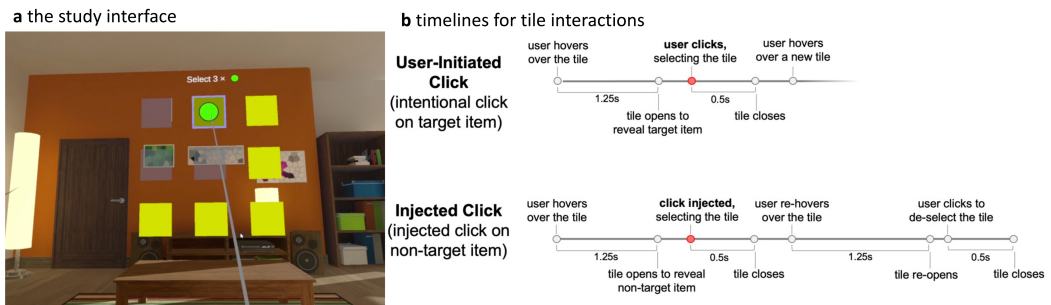 a the study interface
Select 3 ×
b timelines for tile interactions
User-Initiated
Click
(intentional click
on target item)
user hovers
over the tile
user clicks,
selecting the tile
user hovers
over a new tile
1.25s
0.5s
tile opens to
reveal target item
tile closes
Injected Click
(injected click on
non-target item)
user hovers
over the tile
click injected,
selecting the tile
user re-hovers
over the tile
user clicks to
de-select the tile
1.25s
0.5s
1.25s
0.5s
tile opens to reveal
non-target item
tile closes
tile re-opens
tile closes